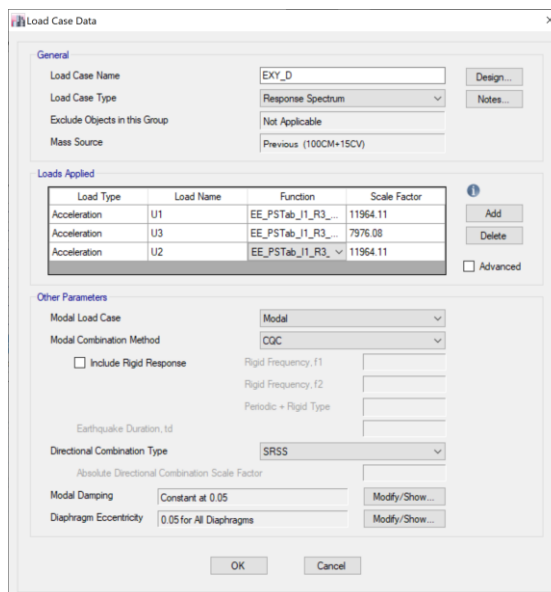 Load Case Data
General
Load Case Name EXY_D Design...
Load Case Type Response Spectrum Notes...
Exclude Objects in this Group Not Applicable
Mass Source Previous (100CM+15CV)
Loads Applied
Load Type Load Name Function Scale Factor
Acceleration U1 EE_PSTab_I1_R3_... 11964.11 Add
Acceleration U3 EE_PSTab_I1_R3_... 7976.08 Delete
Acceleration U2 EE_PSTab_I1_R3_ 11964.11
Advanced
Other Parameters
Modal Load Case Modal
Modal Combination Method CQC
Include Rigid Response Rigid Frequency, f1
Rigid Frequency, f2
Periodic + Rigid Type
Earthquake Duration, td
Directional Combination Type SRSS
Absolute Directional Combination Scale Factor
Modal Damping Constant at 0.05 Modify/Show...
Diaphragm Eccentricity 0.05 for All Diaphragms Modify/Show...
OK Cancel